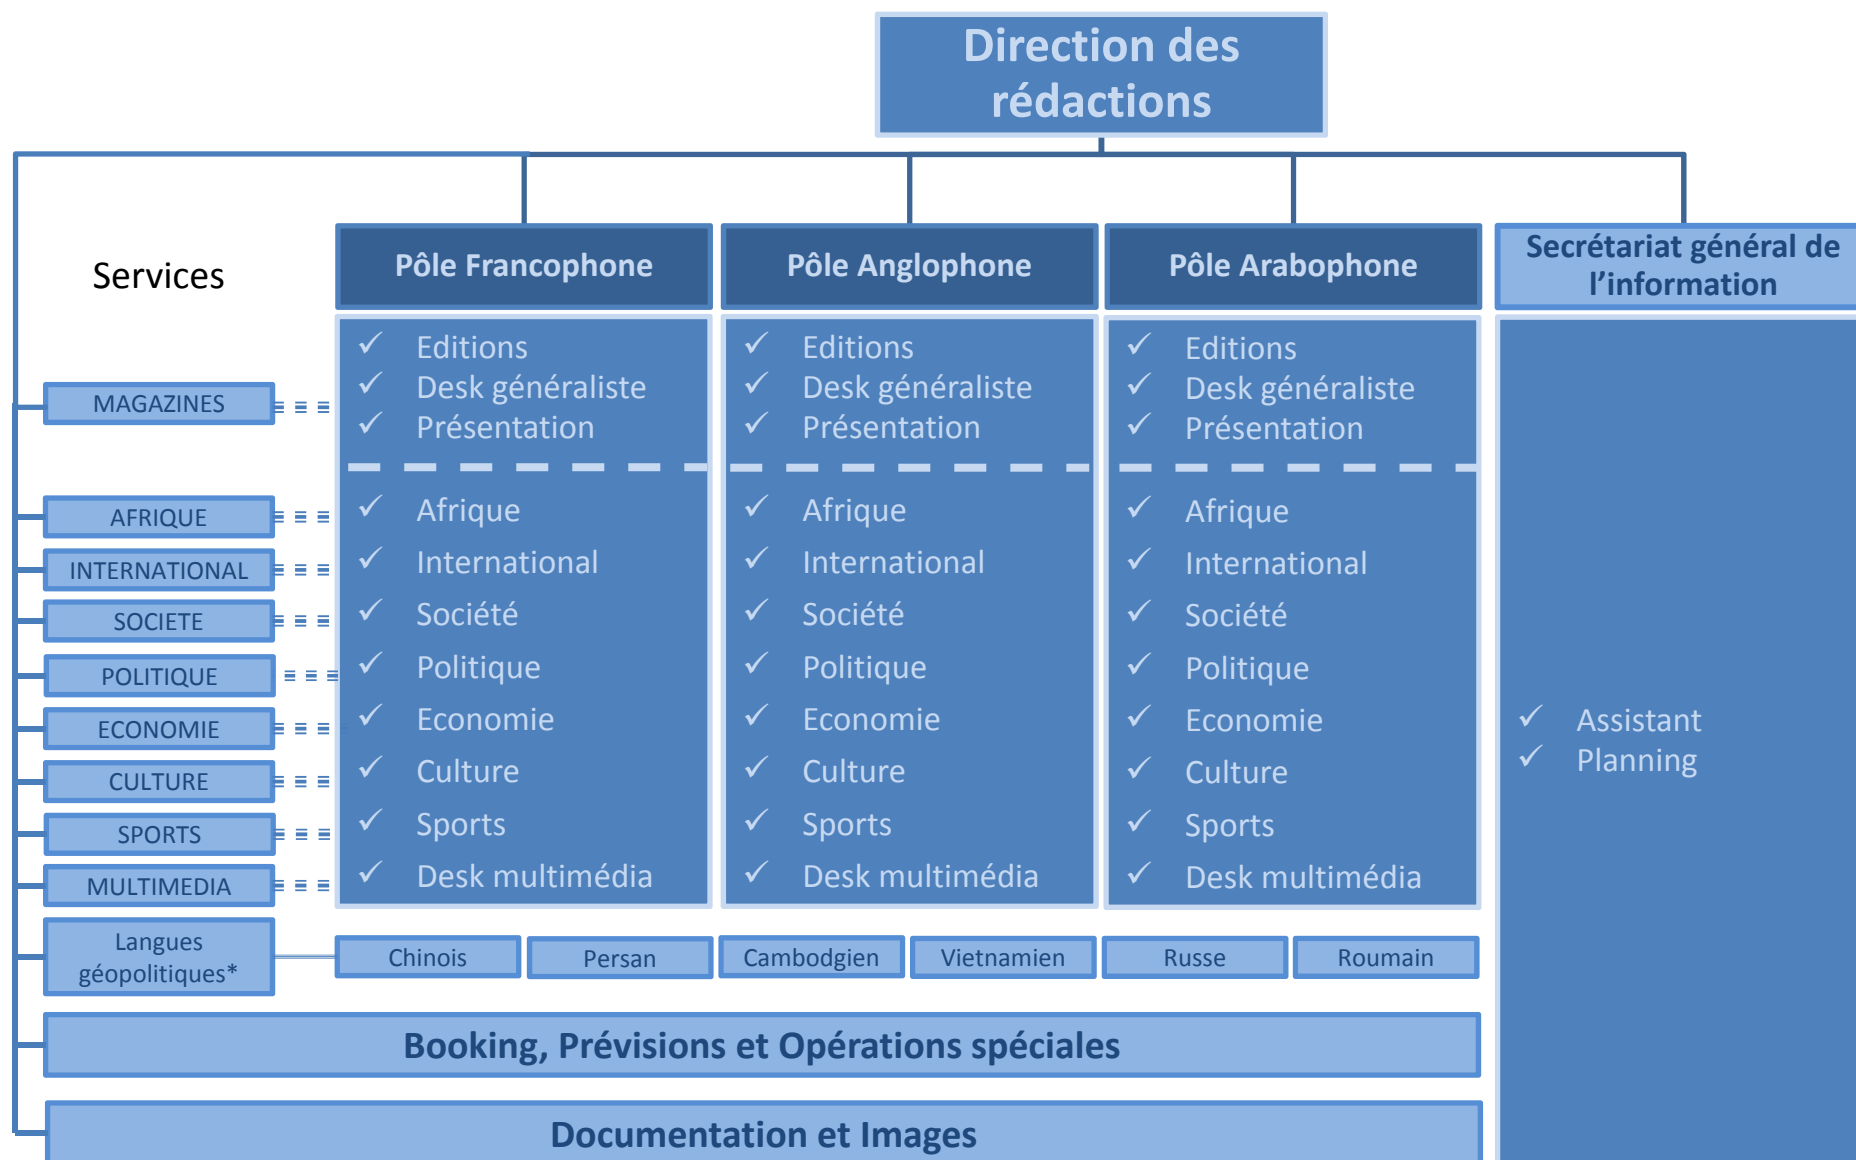 Direction des
rédactions
Services
Pôle Francophone
Pôle Anglophone
Pôle Arabophone
Secrétariat général de
l’information
MAGAZINES
AFRIQUE
INTERNATIONAL
SOCIETE
POLITIQUE
ECONOMIE
CULTURE
SPORTS
MULTIMEDIA
Langues
géopolitiques*
✓ Editions
✓ Desk généraliste
✓ Présentation
✓ Afrique
✓ International
✓ Société
✓ Politique
✓ Economie
✓ Culture
✓ Sports
✓ Desk multimédia
✓ Editions
✓ Desk généraliste
✓ Présentation
✓ Afrique
✓ International
✓ Société
✓ Politique
✓ Economie
✓ Culture
✓ Sports
✓ Desk multimédia
✓ Editions
✓ Desk généraliste
✓ Présentation
✓ Afrique
✓ International
✓ Société
✓ Politique
✓ Economie
✓ Culture
✓ Sports
✓ Desk multimédia
✓ Assistant
✓ Planning
Chinois
Persan
Cambodgien
Vietnamien
Russe
Roumain
Booking, Prévisions et Opérations spéciales
Documentation et Images